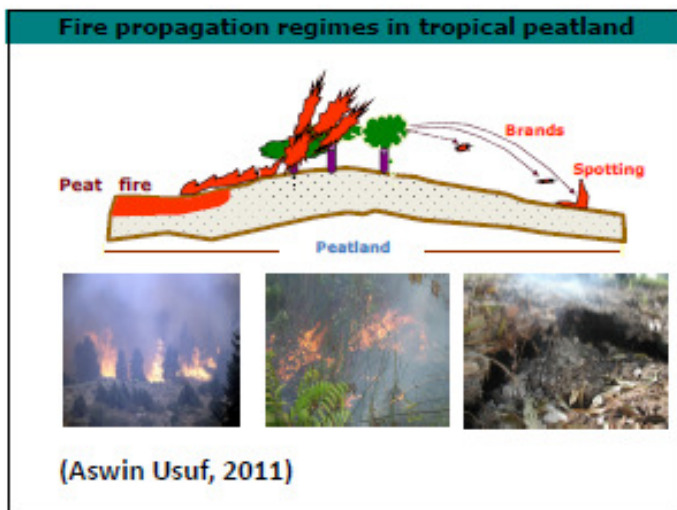 Fire propagation regimes in tropical peatland
Brands
Spotting
Peat fire
Peatland
(Aswin Usuf, 2011)